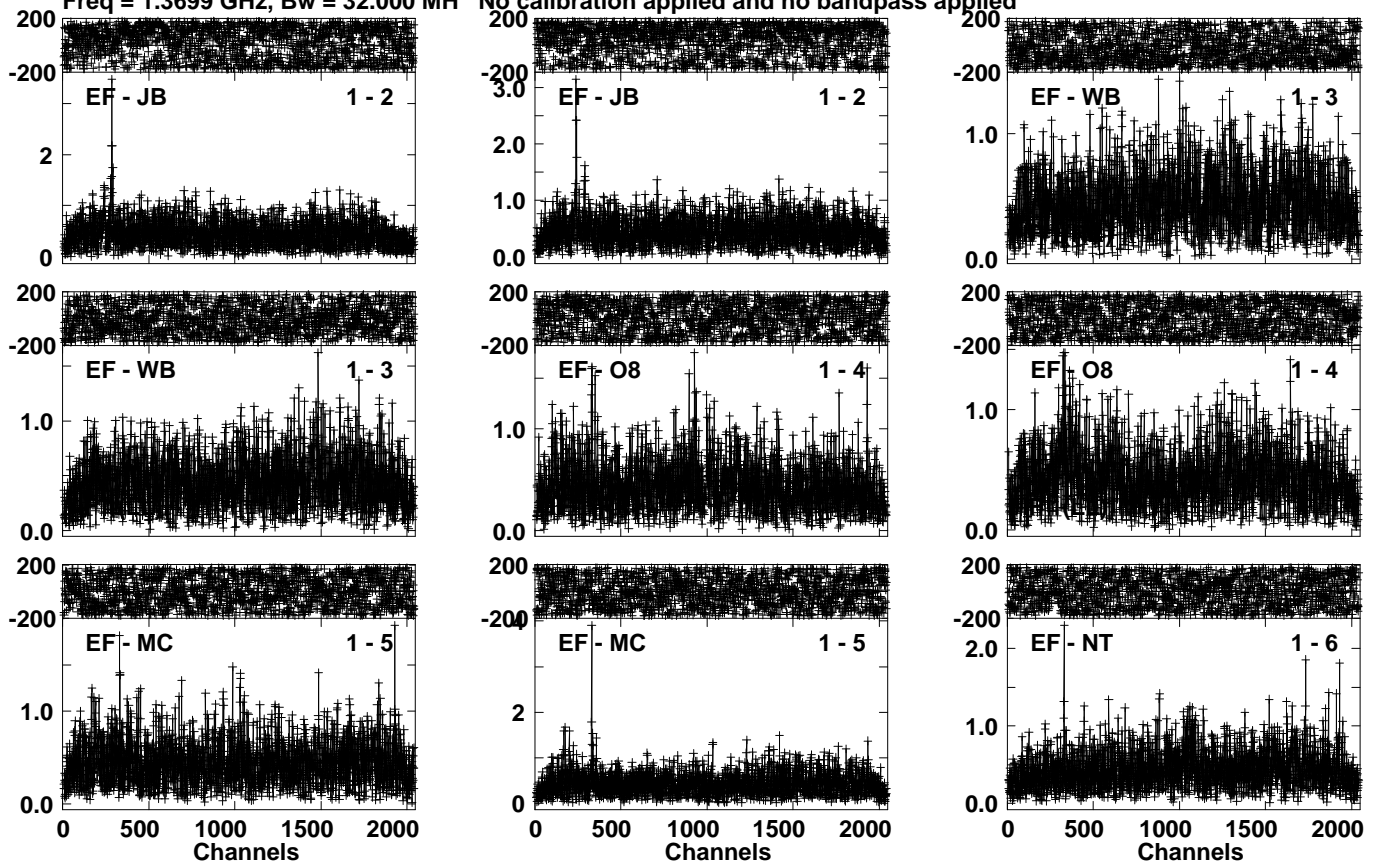 Freq = 1.3699 GHz, Bw = 32.000 MH No calibration applied and no bandpass applied
200 200 200
-200 -200 -200
EF - JB 1 - 2 3.0 EF - JB 1 - 2 EF - WB 1 - 3
2 2.0 1.0
1.0
0 0.0 0.0
200 200 200
-200 -200 -200
EF - WB 1 - 3 EF - O8 1 - 4 EF - O8 1 - 4
1.0 1.0 1.0
0.0 0.0 0.0
200 200 200
-200 -200 4 -200
EF - MC 1 - 5 EF - MC 1 - 5 EF - NT 1 - 6
2.0
1.0 2 1.0
0.0 0 0.0
0 500 1000 1500 2000 0 500 1000 1500 2000 0 500 1000 1500 2000
Channels Channels Channels